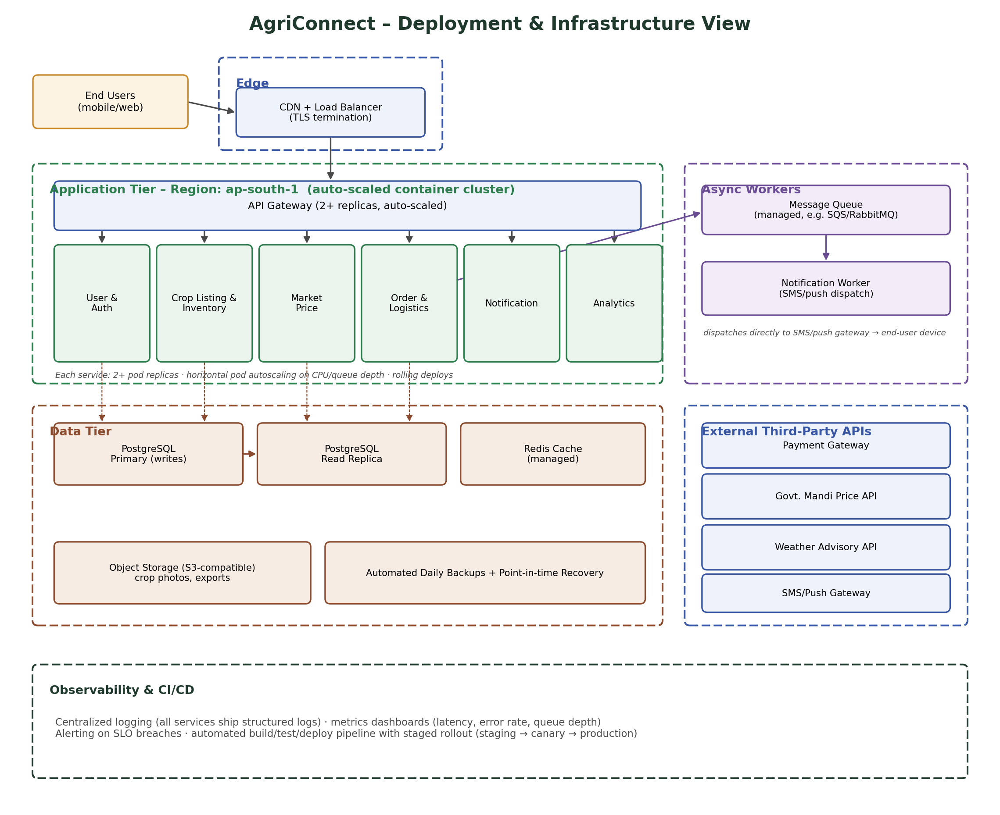 AgriConnect – Deployment & Infrastructure View
End Users
(mobile/web)
Edge
CDN + Load Balancer
(TLS termination)
Application Tier – Region: ap-south-1  (auto-scaled container cluster)
API Gateway (2+ replicas, auto-scaled)
User &
Auth
Crop Listing &
Inventory
Market
Price
Order &
Logistics
Notification
Analytics
Each service: 2+ pod replicas · horizontal pod autoscaling on CPU/queue depth · rolling deploys
Async Workers
Message Queue
(managed, e.g. SQS/RabbitMQ)
Notification Worker
(SMS/push dispatch)
dispatches directly to SMS/push gateway → end-user device
Data Tier
PostgreSQL
Primary (writes)
PostgreSQL
Read Replica
Redis Cache
(managed)
Object Storage (S3-compatible)
crop photos, exports
Automated Daily Backups + Point-in-time Recovery
External Third-Party APIs
Payment Gateway
Govt. Mandi Price API
Weather Advisory API
SMS/Push Gateway
Observability & CI/CD
Centralized logging (all services ship structured logs) · metrics dashboards (latency, error rate, queue depth)
Alerting on SLO breaches · automated build/test/deploy pipeline with staged rollout (staging → canary → production)